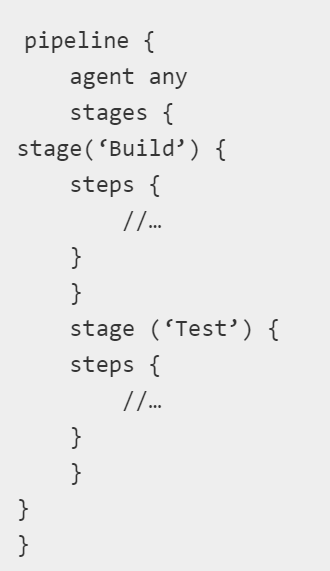 pipeline {
agent any
stages {
stage(‘Build’) {
steps {
//…
}
}
stage (‘Test’) {
steps {
//…
}
}
}
}